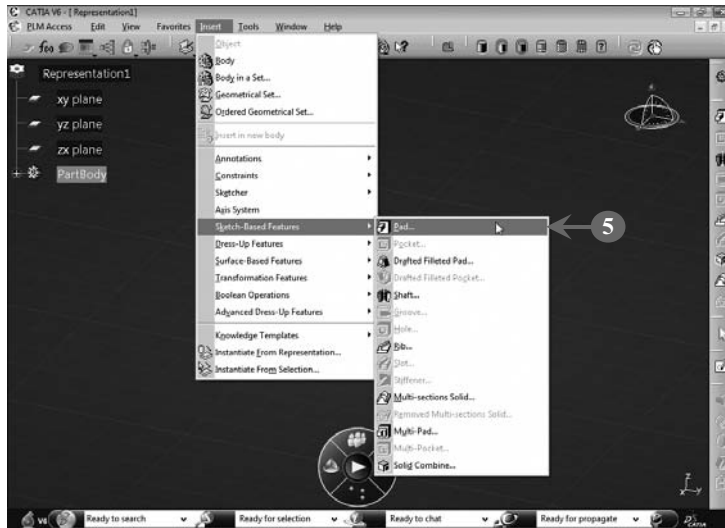 CATIA V6 - [ Representation1]
PLM Access Edit View Favorites Insert Tools Window Help
Representation1
xy plane
yz plane
zx plane
PartBody
Object
Body
Body in a Set...
Geometrical Set...
Ordered Geometrical Set...
Insert in new body
Annotations
Constraints
Sketcher
Axis System
Sketch-Based Features
Dress-Up Features
Surface-Based Features
Transformation Features
Boolean Operations
Advanced Dress-Up Features
Knowledge Templates
Instantiate From Representation...
Instantiate From Selection...
Pad...
Pocket...
Drafted Filleted Pad...
Drafted Filleted Pocket...
Shaft...
Groove...
Hole...
Rib...
Slot...
Stiffener...
Multi-sections Solid...
Removed Multi-sections Solid...
Multi-Pad...
Multi-Pocket...
Solid Combine...
5
V6 Ready to search Ready for selection Ready to chat Ready for propagate CATIA